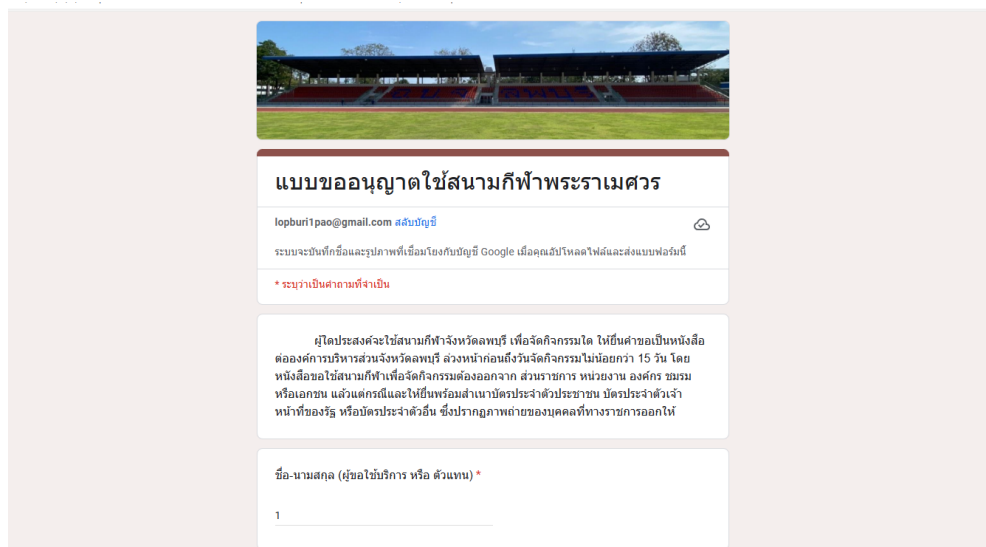 อบจ.ลพบุรี
แบบขออนุญาตใช้สนามกีฬาพระราเมศวร
lopburi1pao@gmail.com สลับบัญชี
ระบบจะบันทึกชื่อและรูปภาพที่เชื่อมโยงกับบัญชี Google เมื่อคุณอัปโหลดไฟล์และส่งแบบฟอร์มนี้
* ระบุว่าเป็นคำถามที่จำเป็น
ผู้ใดประสงค์จะใช้สนามกีฬาจังหวัดลพบุรี เพื่อจัดกิจกรรมใด ให้ยื่นคำขอเป็นหนังสือ
ต่อองค์การบริหารส่วนจังหวัดลพบุรี ล่วงหน้าก่อนถึงวันจัดกิจกรรมไม่น้อยกว่า 15 วัน โดย
หนังสือขอใช้สนามกีฬาเพื่อจัดกิจกรรมต้องออกจาก ส่วนราชการ หน่วยงาน องค์กร ชมรม
หรือเอกชน แล้วแต่กรณีและให้ยื่นพร้อมสำเนาบัตรประจำตัวประชาชน บัตรประจำตัวเจ้า
หน้าที่ของรัฐ หรือบัตรประจำตัวอื่น ซึ่งปรากฏภาพถ่ายของบุคคลที่ทางราชการออกให้
ชื่อ-นามสกุล (ผู้ขอใช้บริการ หรือ ตัวแทน) *
1